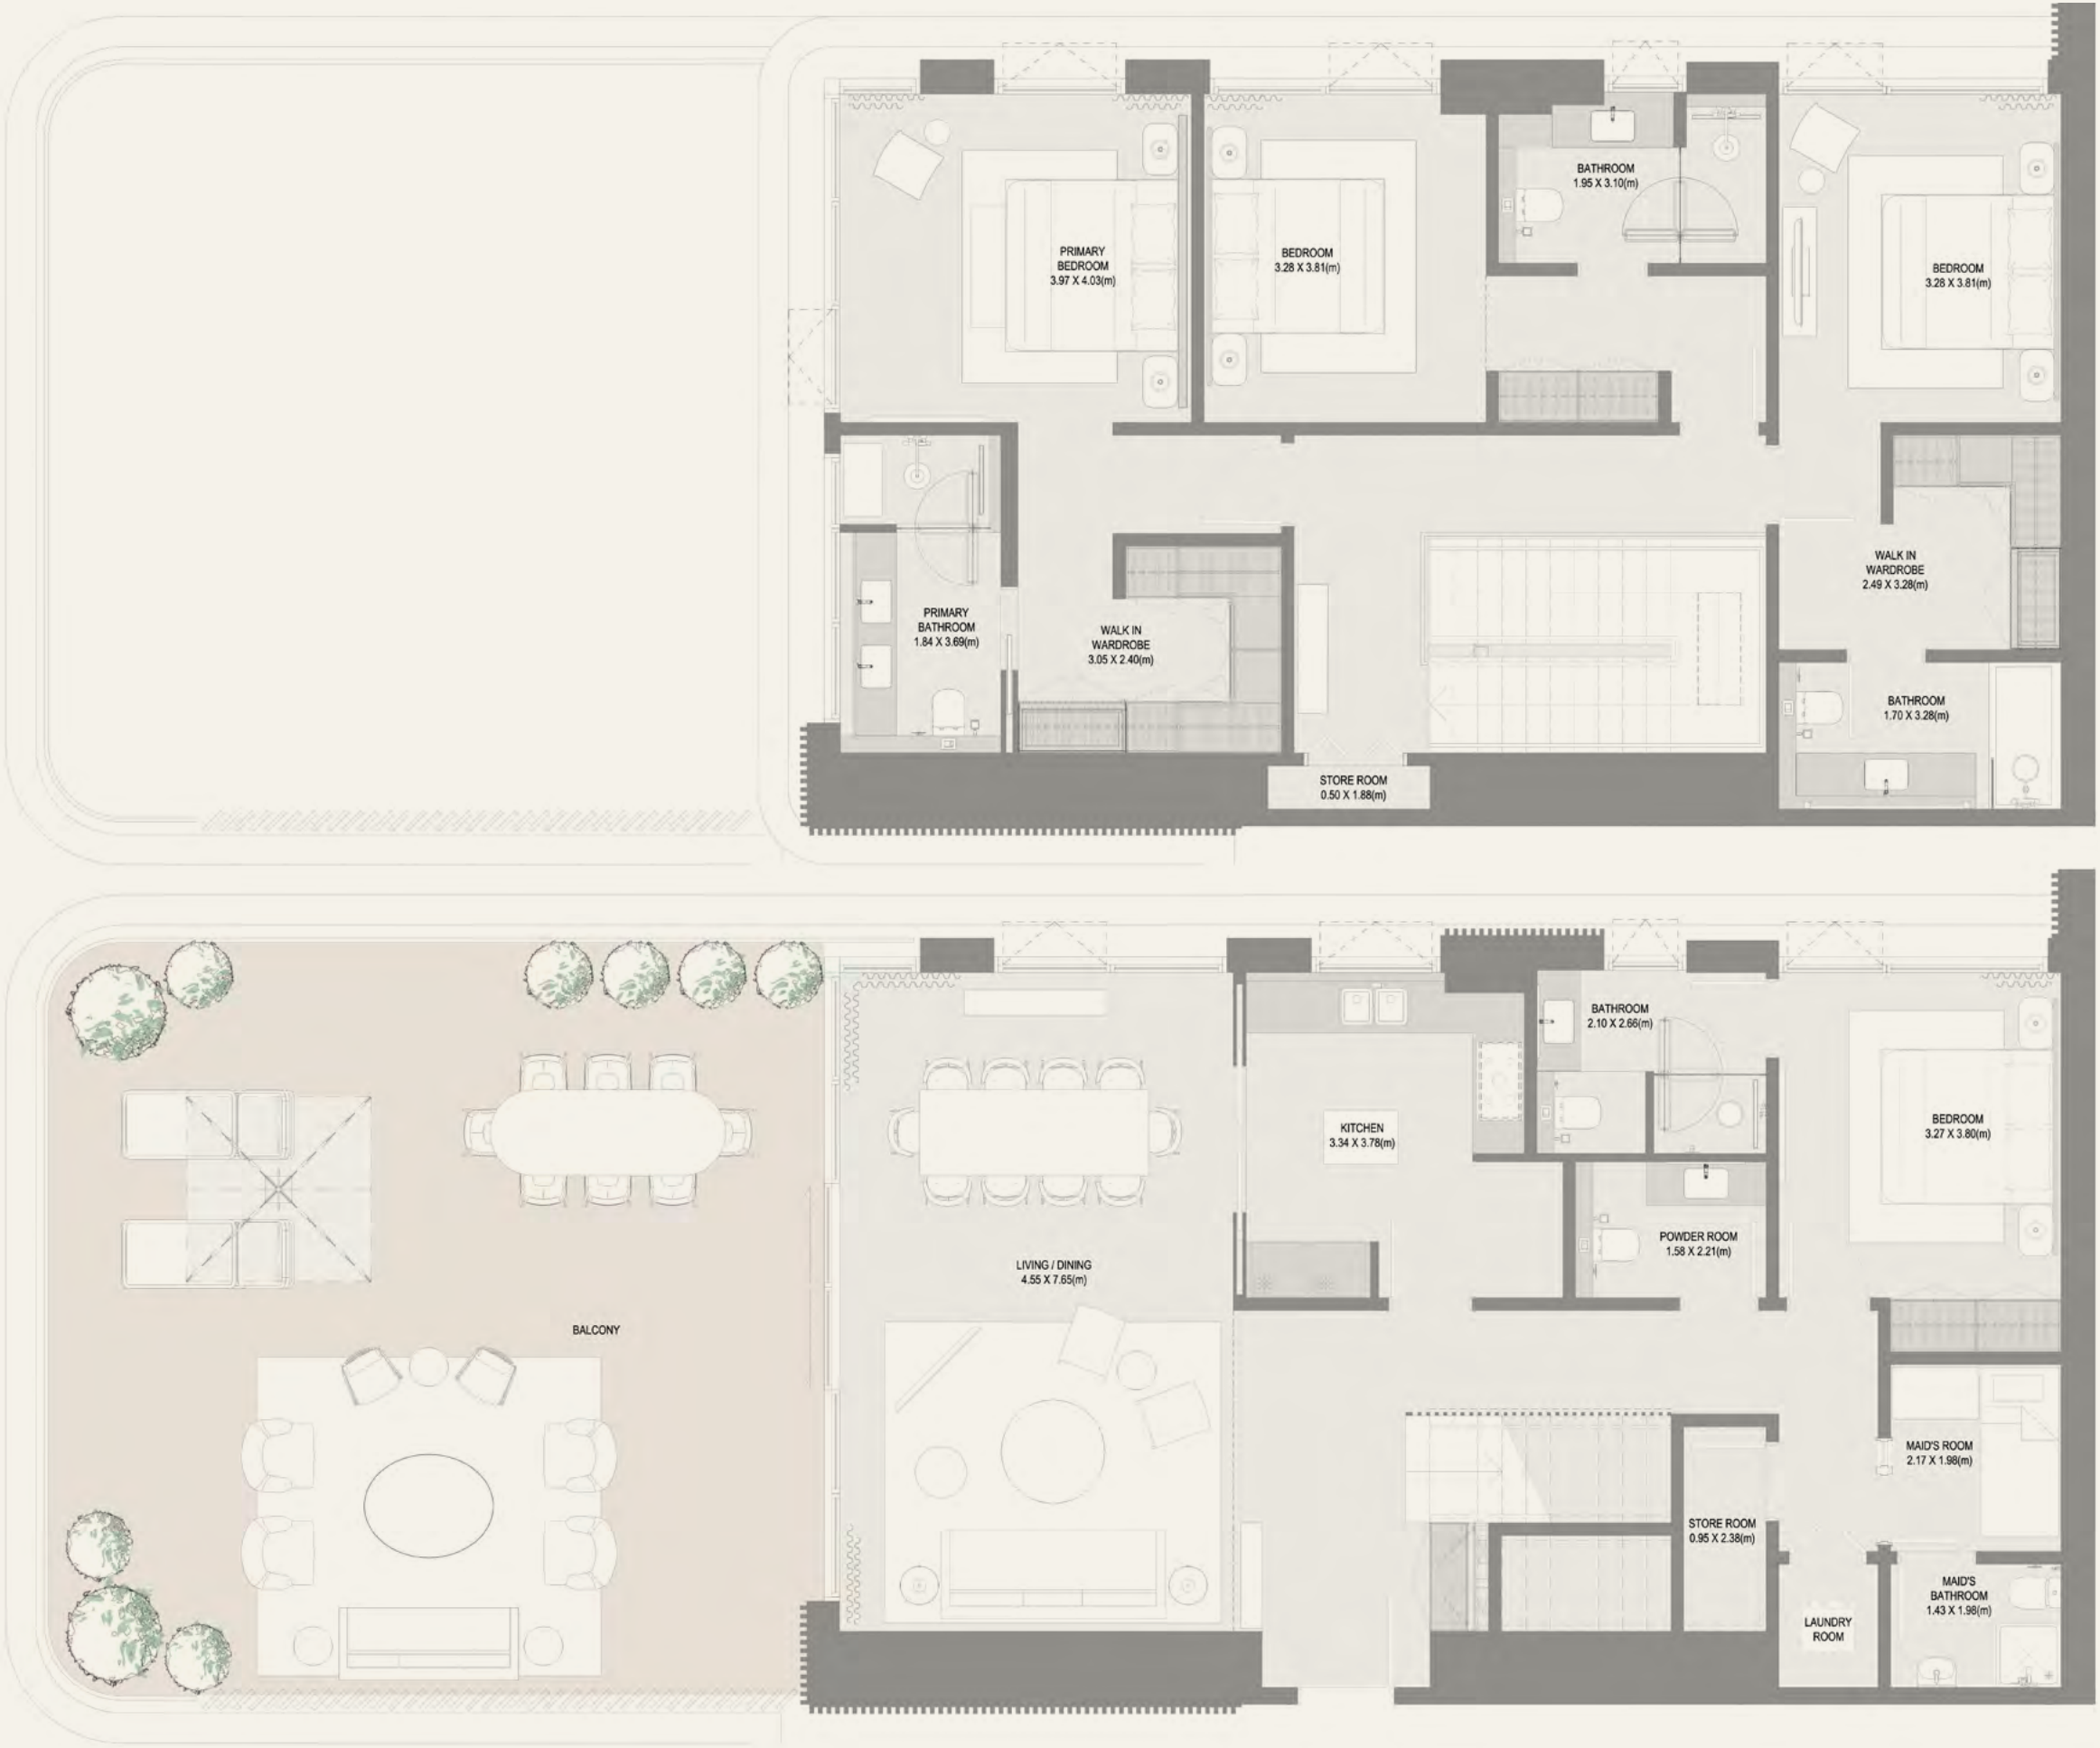 PRIMARY
BEDROOM
3.97 X 4.03(m)
BEDROOM
3.28 X 3.81(m)
BATHROOM
1.95 X 3.10(m)
BEDROOM
3.28 X 3.81(m)
PRIMARY
BATHROOM
1.84 X 3.69(m)
WALK IN
WARDROBE
3.05 X 2.40(m)
WALK IN
WARDROBE
2.49 X 3.28(m)
BATHROOM
1.70 X 3.28(m)
STORE ROOM
0.50 X 1.88(m)
BATHROOM
2.10 X 2.66(m)
KITCHEN
3.34 X 3.78(m)
BEDROOM
3.27 X 3.80(m)
POWDER ROOM
1.58 X 2.21(m)
LIVING / DINING
4.55 X 7.65(m)
BALCONY
MAID'S ROOM
2.17 X 1.98(m)
STORE ROOM
0.95 X 2.38(m)
MAID'S
BATHROOM
1.43 X 1.98(m)
LAUNDRY
ROOM